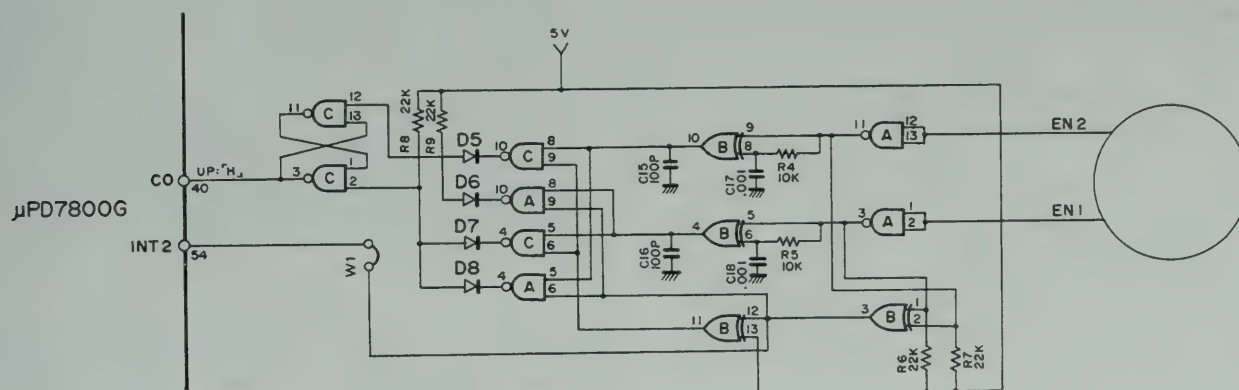 5V
μPD7800G
CO
40
UP:「H」
INT2
54
W1
11
C
12
13
3
C
1
2
22K
R8
22K
R9
D5
10
C
8
9
D6
10
A
8
9
D7
4
C
5
6
D8
4
A
5
6
C15
100P
C16
100P
10
B
9
8
C17
.001
R4
10K
4
B
5
6
C18
.001
R5
10K
11
B
12
13
11
A
12
13
3
A
1
2
3
B
1
2
R6
22K
R7
22K
EN2
EN1